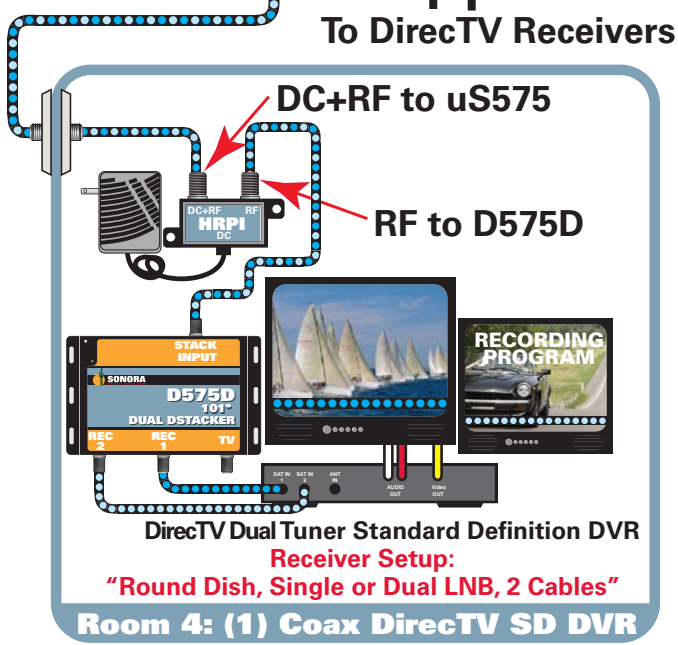 To DirecTV Receivers
DC+RF to uS575
DC+RF RF
HRPI
DC
RF to D575D
STACK
INPUT
SONORA
D575D
101°
DUAL DSTACKER
REC
2
REC
1
TV
RECORDING
PROGRAM
SAT IN
1
SAT IN
2
ANT
IN
AUDIO
OUT
Video
OUT
DirecTV Dual Tuner Standard Definition DVR
Receiver Setup:
“Round Dish, Single or Dual LNB, 2 Cables”
Room 4: (1) Coax DirecTV SD DVR